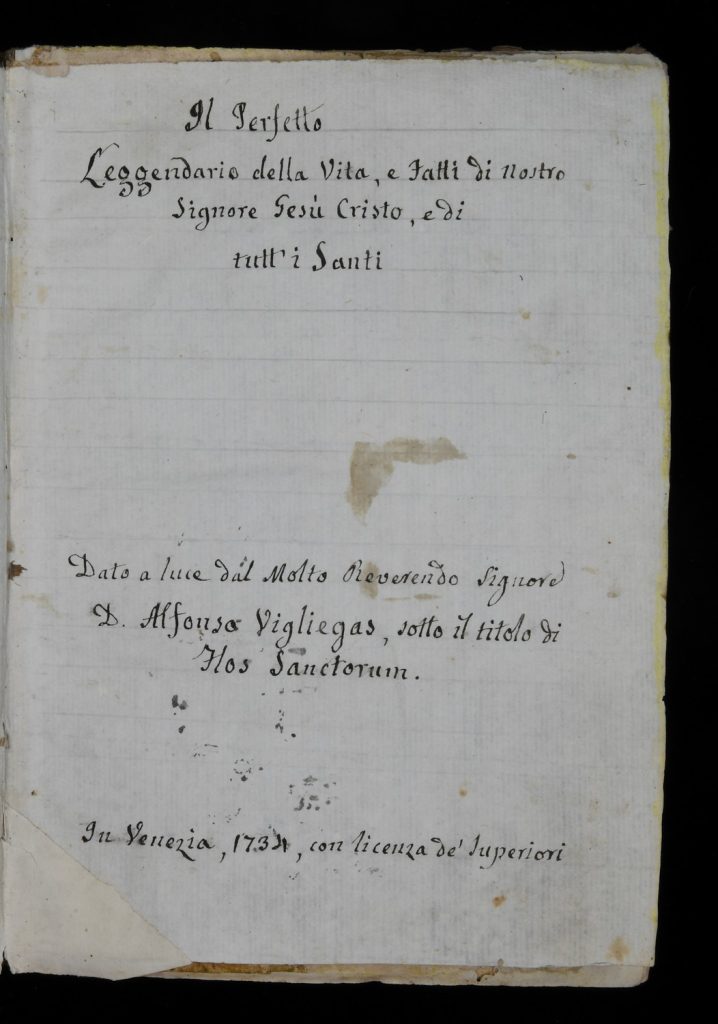 Il Perfetto
Leggendario della Vita, e Fatti di Nostro
Signore Gesù Cristo, e di
tutt' i Santi
Dato a luce dal Molto Reverendo Signore
D. Alfonso Vigliegas, sotto il titolo di
Flos Sanctorum.
In Venezia, 1734, con licenza de' Superiori